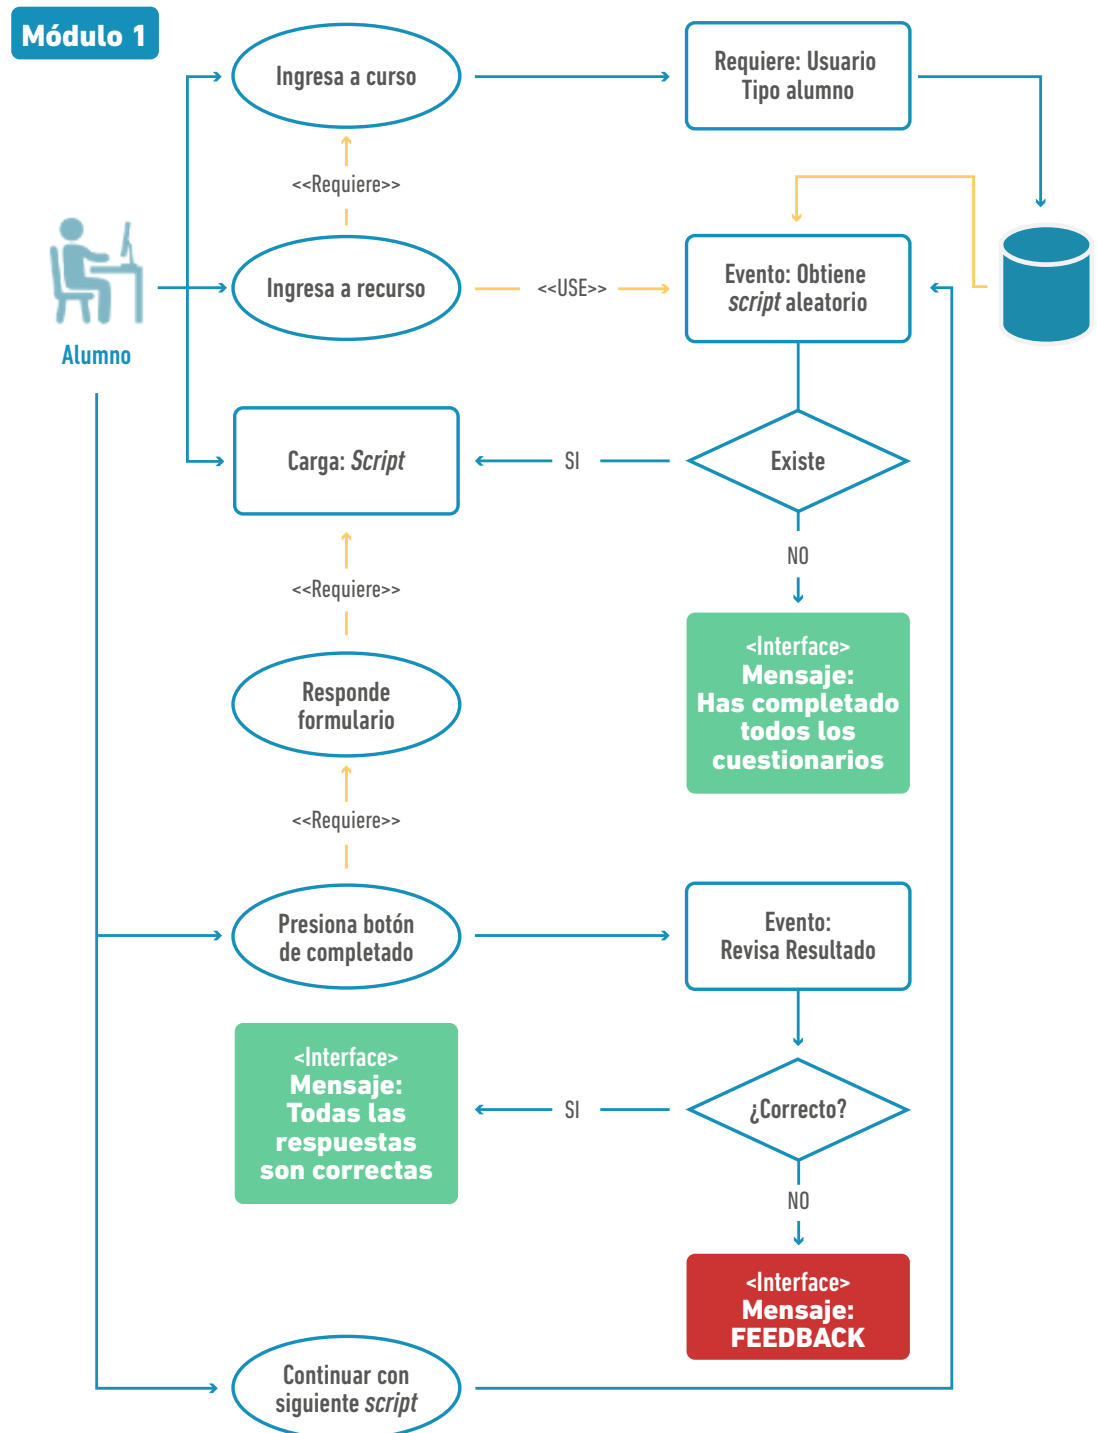 Módulo 1
Ingresa a curso
Requiere: Usuario
Tipo alumno
<<Requiere>>
Ingresa a recurso
<<USE>>
Evento: Obtiene
script aleatorio
Alumno
Carga: Script
SI
Existe
NO
<<Requiere>>
<Interface>
Mensaje:
Has completado
todos los
cuestionarios
Responde
formulario
<<Requiere>>
Presiona botón
de completado
Evento:
Revisa Resultado
<Interface>
Mensaje:
Todas las
respuestas
son correctas
SI
¿Correcto?
NO
<Interface>
Mensaje:
FEEDBACK
Continuar con
siguiente script